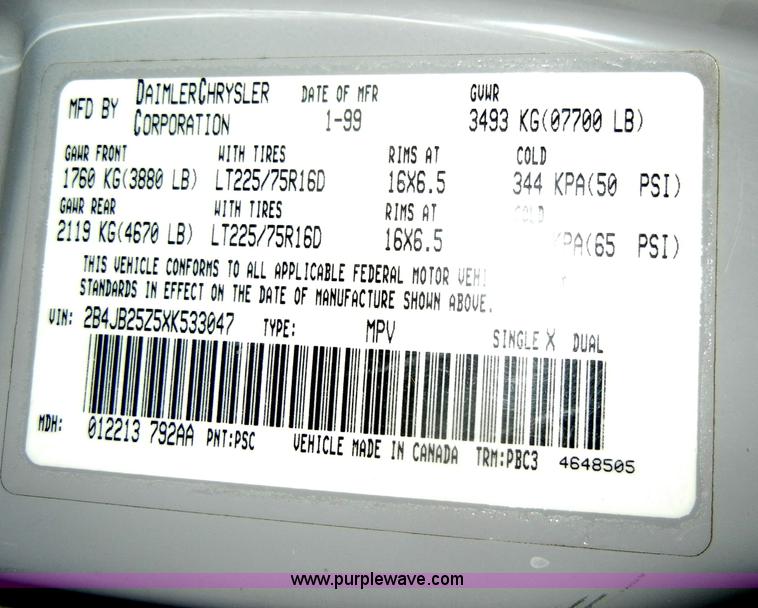 MFD BY DAIMLERCHRYSLER CORPORATION DATE OF MFR 1-99 GVWR 3493 KG(07700 LB)
GAWR FRONT WITH TIRES RIMS AT COLD
1760 KG(3880 LB) LT225/75R16D 16X6.5 344 KPA(50 PSI)
GAWR REAR WITH TIRES RIMS AT COLD
2119 KG(4670 LB) LT225/75R16D 16X6.5 KPA(65 PSI)
THIS VEHICLE CONFORMS TO ALL APPLICABLE FEDERAL MOTOR
STANDARDS IN EFFECT ON THE DATE OF MANUFACTURE SHOWN ABOVE.
VIN: 2B4JB25Z5XK533047 TYPE: MPV SINGLE X DUAL
MDH: 012213 792AA PNT:PSC VEHICLE MADE IN CANADA TRM:PBC3 4648505
www.purplewave.com